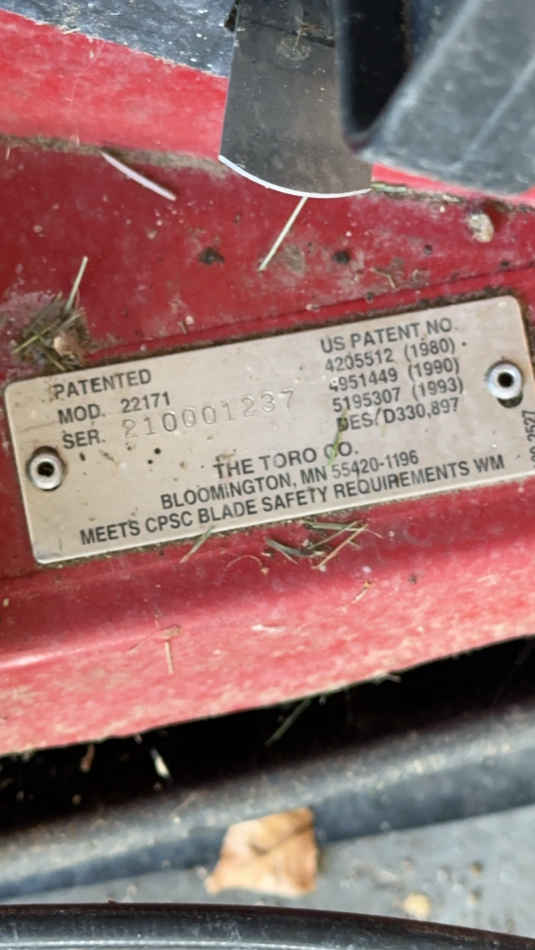 PATENTED
MOD. 22171
SER. 210001237
US PATENT NO.
4205512 (1980)
4951449 (1990)
5195307 (1993)
DES/D330,897
THE TORO CO.
BLOOMINGTON, MN 55420-1196
MEETS CPSC BLADE SAFETY REQUIREMENTS WM